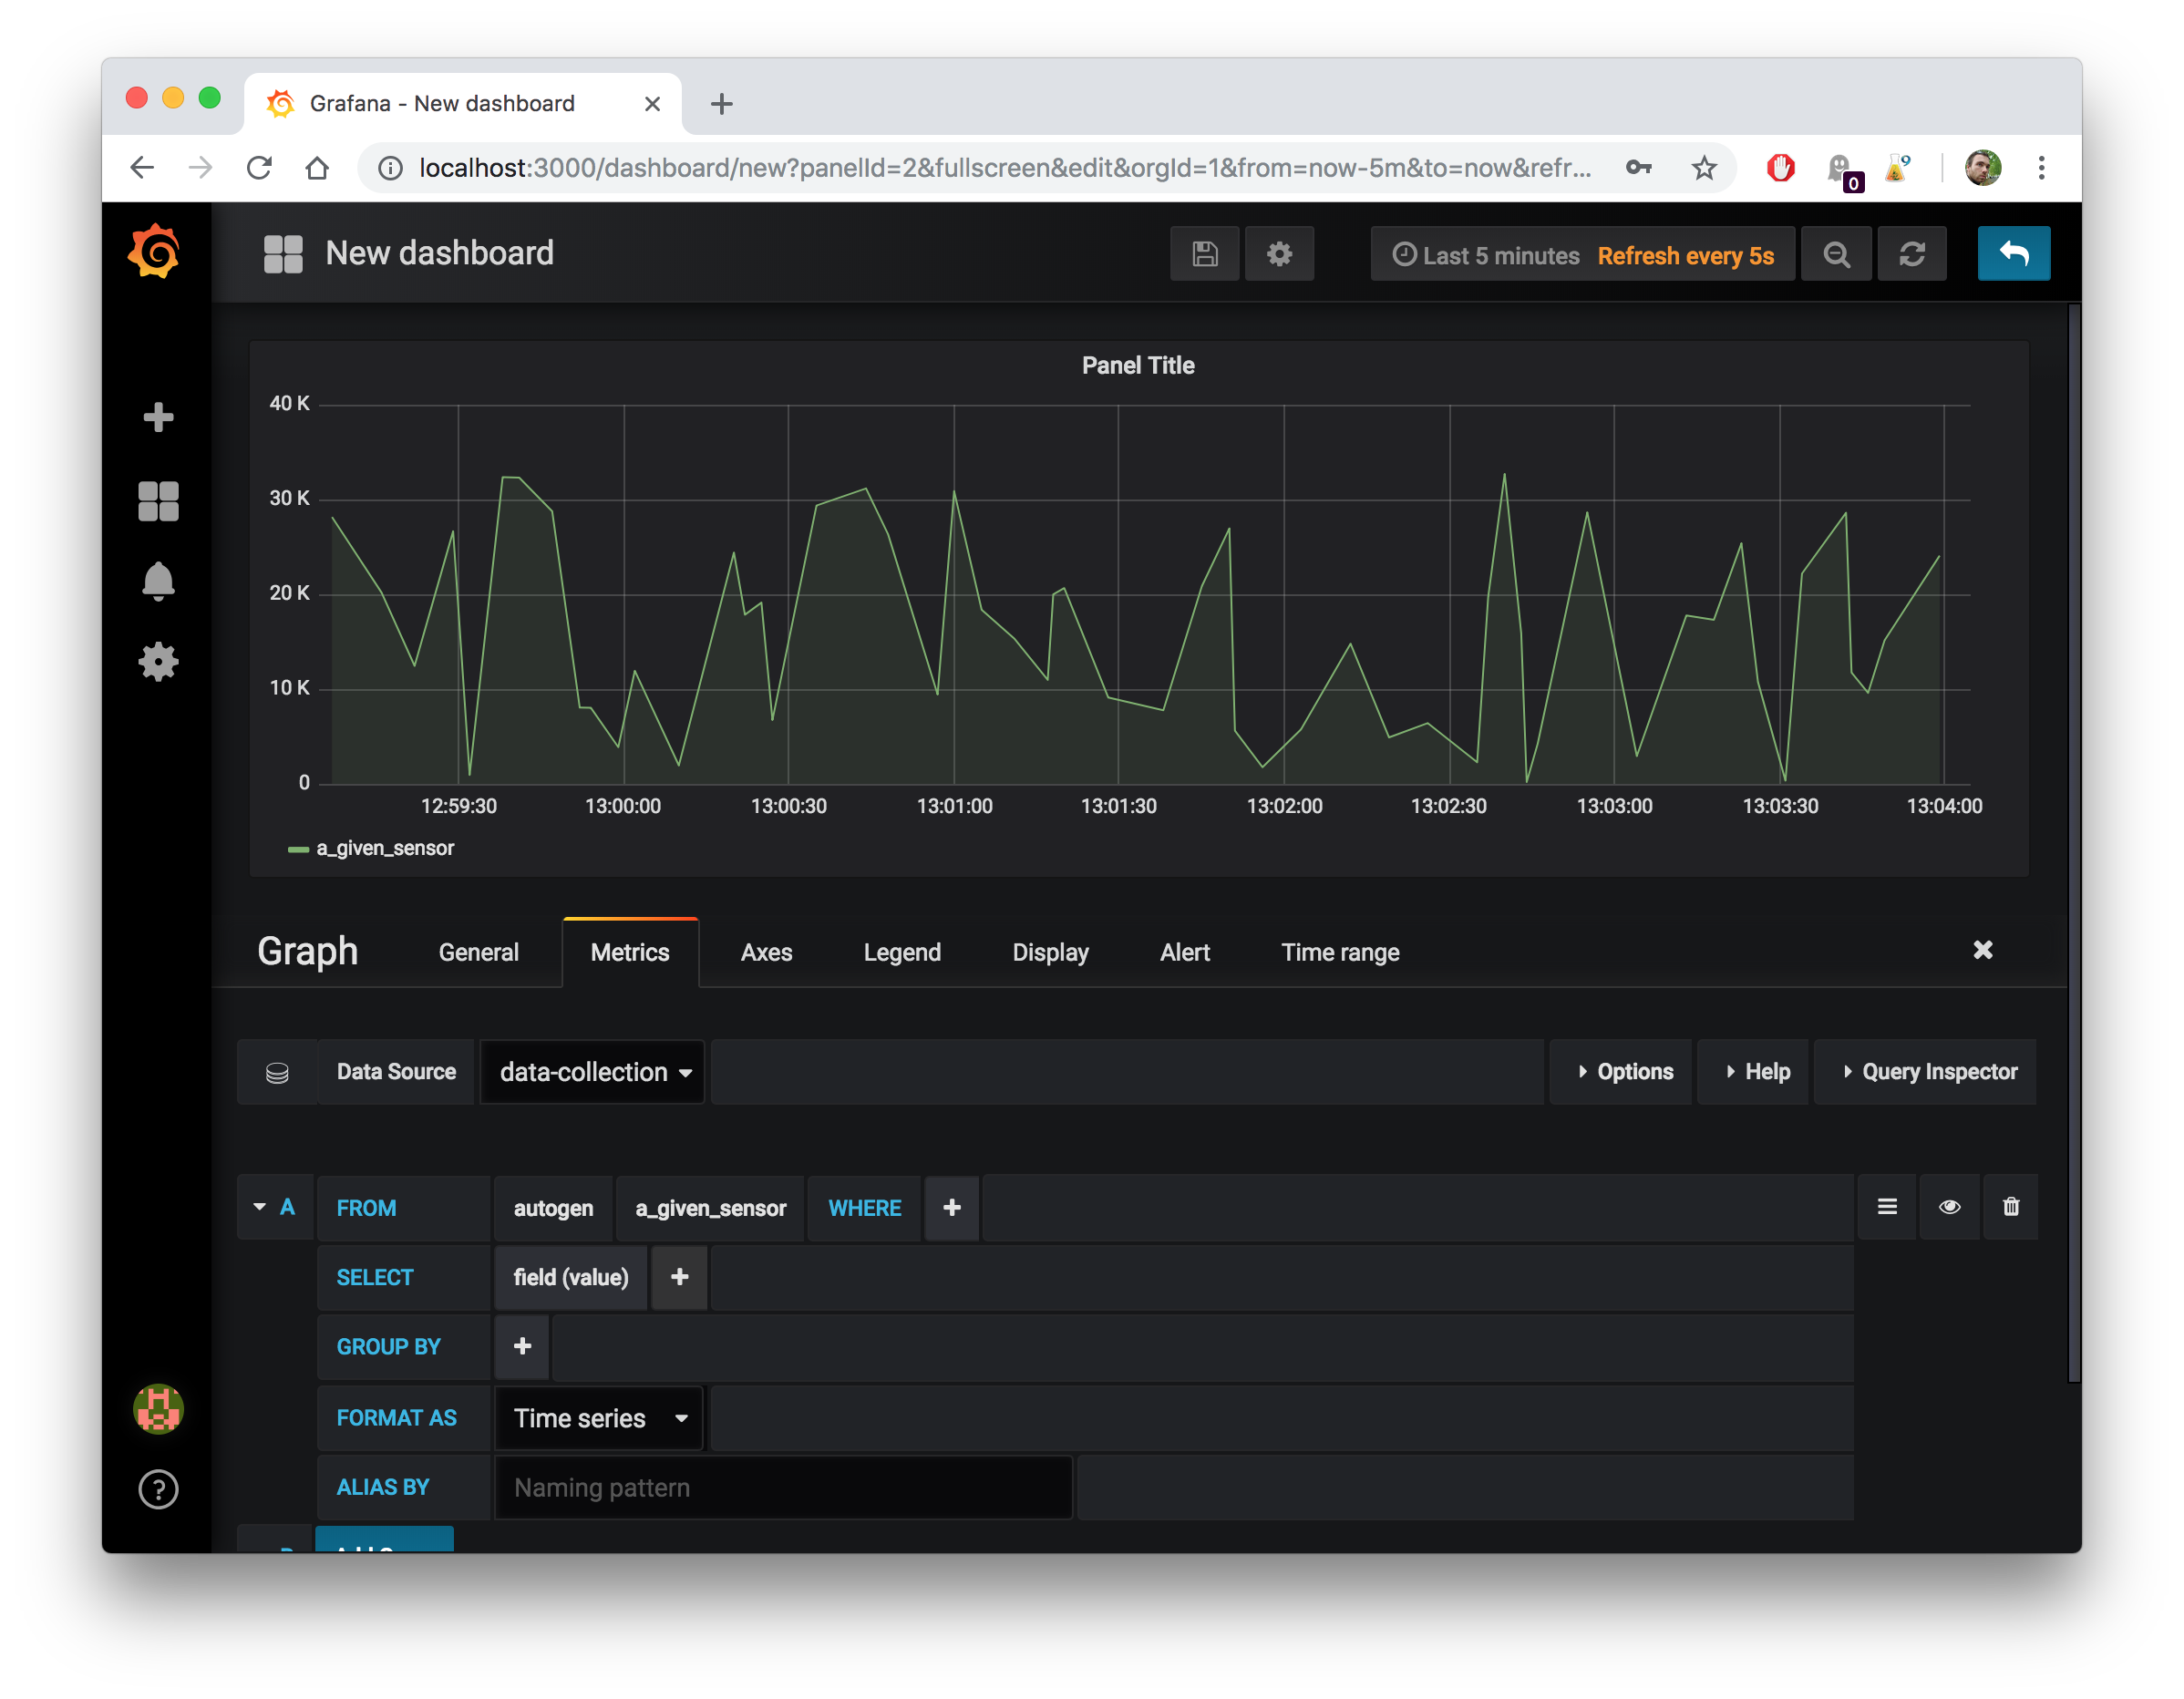 Grafana - New dashboard
localhost:3000/dashboard/new?panelId=2&fullscreen&edit&orgId=1&from=now-5m&to=now&refr...
0
9
New dashboard
Last 5 minutes Refresh every 5s
Panel Title
40 K
30 K
20 K
10 K
0
12:59:30 13:00:00 13:00:30 13:01:00 13:01:30 13:02:00 13:02:30 13:03:00 13:03:30 13:04:00
a_given_sensor
Graph General Metrics Axes Legend Display Alert Time range
Data Source data-collection Options Help Query Inspector
A FROM autogen a_given_sensor WHERE
SELECT field (value)
GROUP BY
FORMAT AS Time series
ALIAS BY Naming pattern